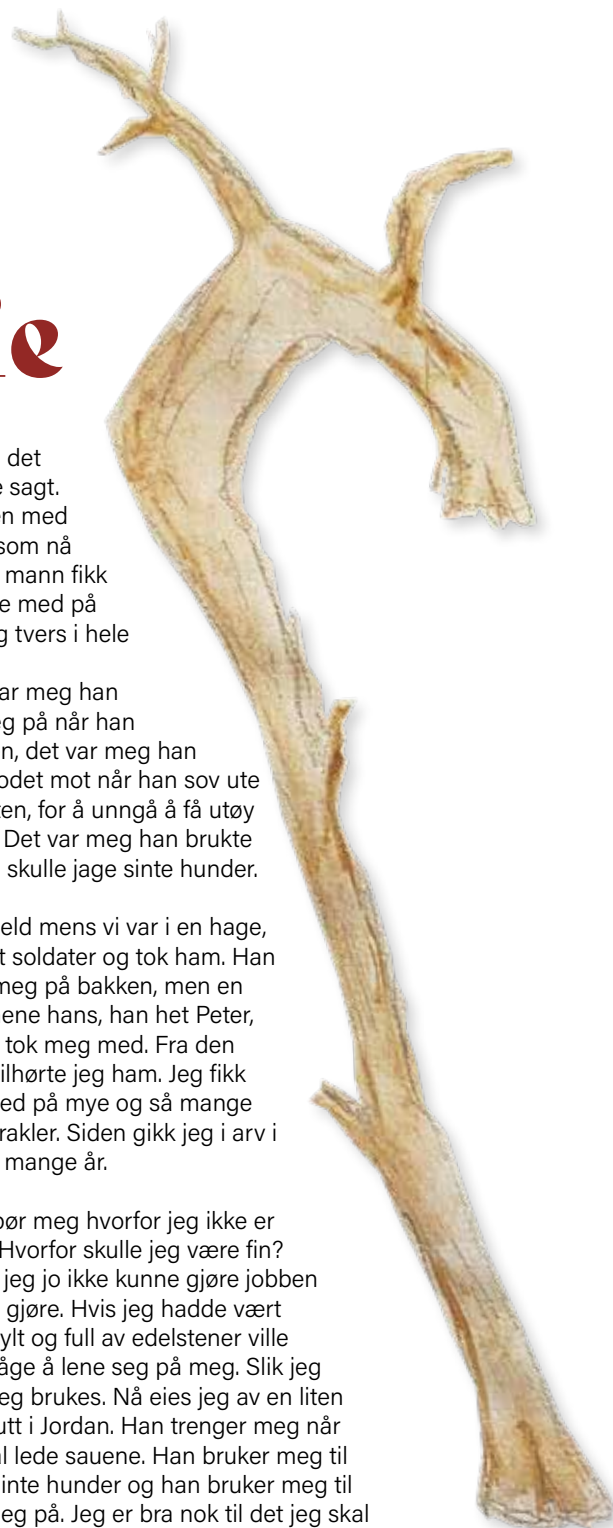 det
e sagt.
en med
som nå
mann fikk
e med på
g tvers i hele
ar meg han
eg på når han
n, det var meg han
odet mot når han sov ute
ten, for å unngå å få utøy
Det var meg han brukte
skulle jage sinte hunder.
eld mens vi var i en hage,
t soldater og tok ham. Han
meg på bakken, men en
nene hans, han het Peter,
tok meg med. Fra den
ilhørte jeg ham. Jeg fikk
ed på mye og så mange
rakler. Siden gikk jeg i arv i
mange år.
pør meg hvorfor jeg ikke er
Hvorfor skulle jeg være fin?
jeg jo ikke kunne gjøre jobben
gjøre. Hvis jeg hadde vært
ylt og full av edelstener ville
åge å lene seg på meg. Slik jeg
eg brukes. Nå eies jeg av en liten
utt i Jordan. Han trenger meg når
al lede sauene. Han bruker meg til
sinte hunder og han bruker meg til
eg på. Jeg er bra nok til det jeg skal